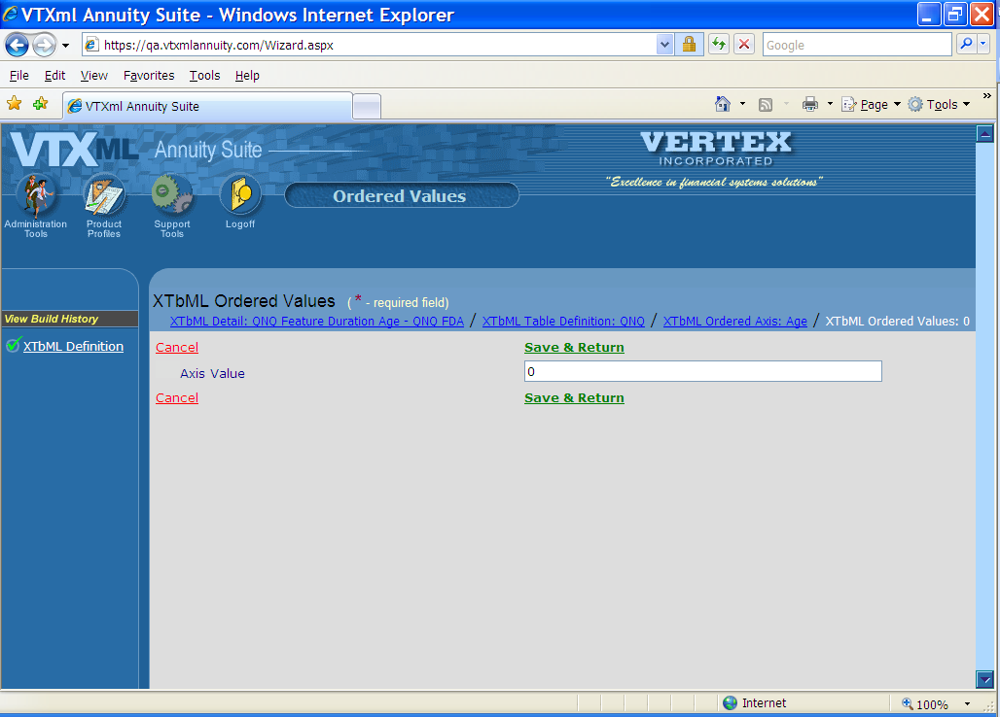 VTXml Annuity Suite - Windows Internet Explorer
https://qa.vtxmlannuity.com/Wizard.aspx
Google
File Edit View Favorites Tools Help
VTXml Annuity Suite
Page Tools »
VTXML Annuity Suite
VERTEX
INCORPORATED
"Excellence in financial systems solutions"
Ordered Values
Administration Tools
Product Profiles
Support Tools
Logoff
XTbML Ordered Values ( * - required field)
XTbML Detail: QNQ Feature Duration Age - QNQ FDA / XTbML Table Definition: QNQ / XTbML Ordered Axis: Age / XTbML Ordered Values: 0
View Build History
XTbML Definition
Cancel Save & Return
Axis Value 0
Cancel Save & Return
Internet 100%